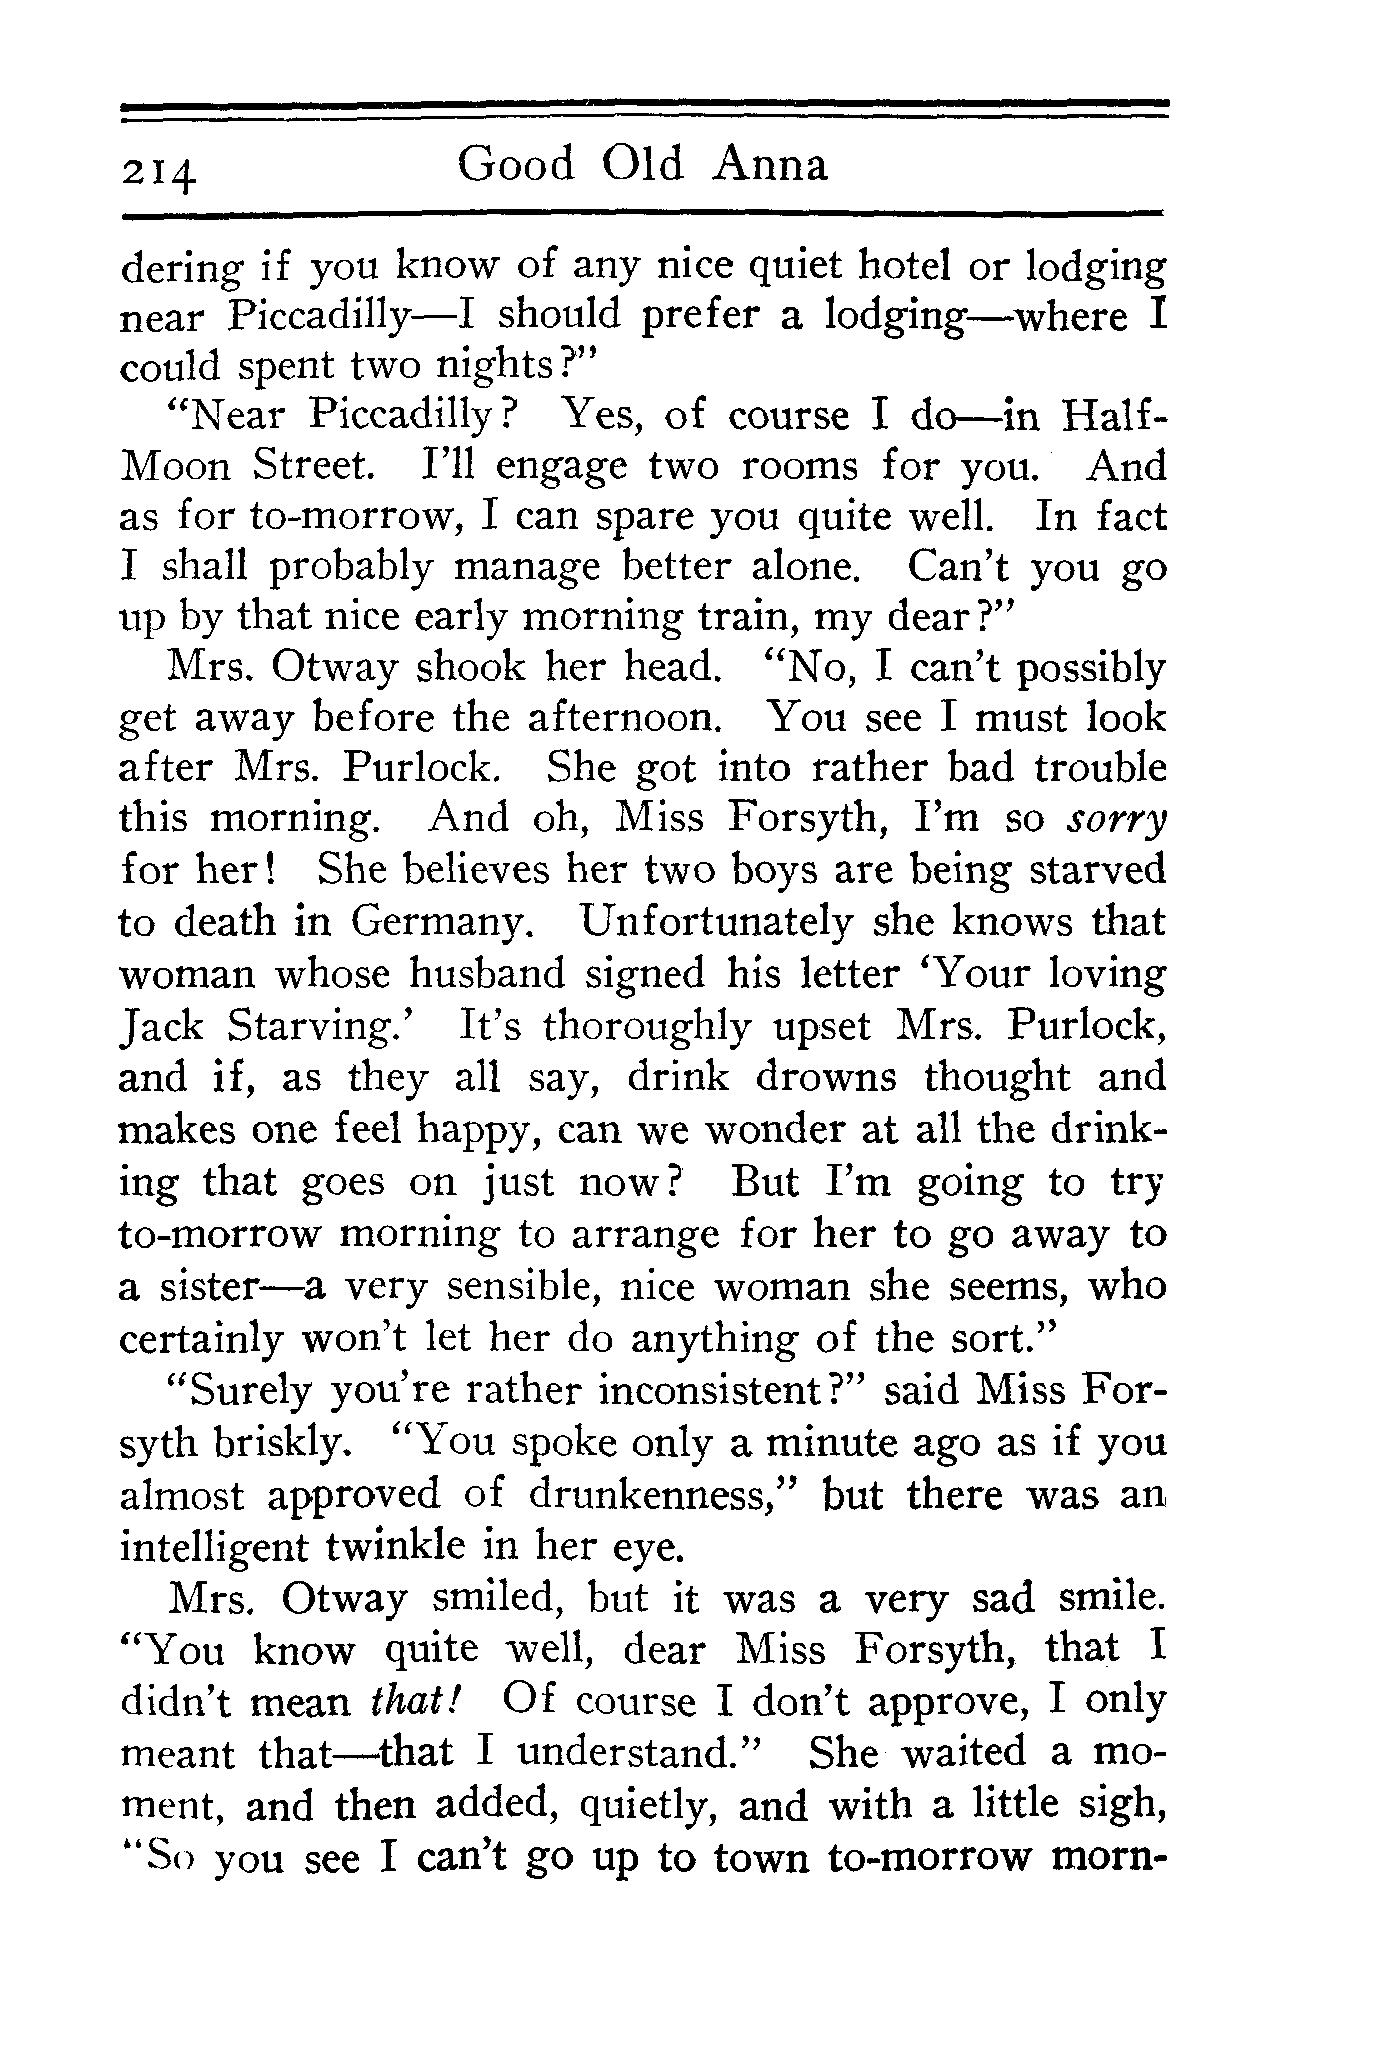 214 Good Old Anna
dering if you know of any nice quiet hotel or lodging
near Piccadilly—I should prefer a lodging—where I
could spent two nights?"
"Near Piccadilly? Yes, of course I do—in Half-
Moon Street. I'll engage two rooms for you. And
as for to-morrow, I can spare you quite well. In fact
I shall probably manage better alone. Can't you go
up by that nice early morning train, my dear?"
Mrs. Otway shook her head. "No, I can't possibly
get away before the afternoon. You see I must look
after Mrs. Purlock. She got into rather bad trouble
this morning. And oh, Miss Forsyth, I'm so sorry
for her! She believes her two boys are being starved
to death in Germany. Unfortunately she knows that
woman whose husband signed his letter 'Your loving
Jack Starving.' It's thoroughly upset Mrs. Purlock,
and if, as they all say, drink drowns thought and
makes one feel happy, can we wonder at all the drink-
ing that goes on just now? But I'm going to try
to-morrow morning to arrange for her to go away to
a sister—a very sensible, nice woman she seems, who
certainly won't let her do anything of the sort."
"Surely you're rather inconsistent?" said Miss For-
syth briskly. "You spoke only a minute ago as if you
almost approved of drunkenness," but there was an
intelligent twinkle in her eye.
Mrs. Otway smiled, but it was a very sad smile.
"You know quite well, dear Miss Forsyth, that I
didn't mean that! Of course I don't approve, I only
meant that—that I understand." She waited a mo-
ment, and then added, quietly, and with a little sigh,
"So you see I can't go up to town to-morrow morn-